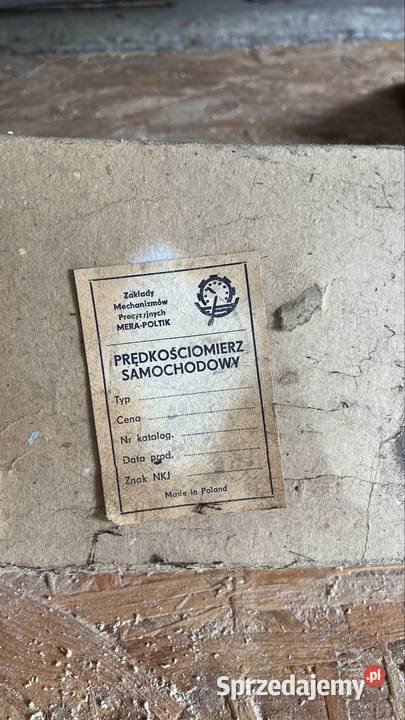 Zakłady
Mechanizmów
Precyzyjnych
MERA-POLTIK
PRĘDKOŚCIOMIERZ
SAMOCHODOWY
Typ
Cena
Nr katalog.
Data prod.
Znak NKJ
Made in Poland
Sprzedajemy.pl